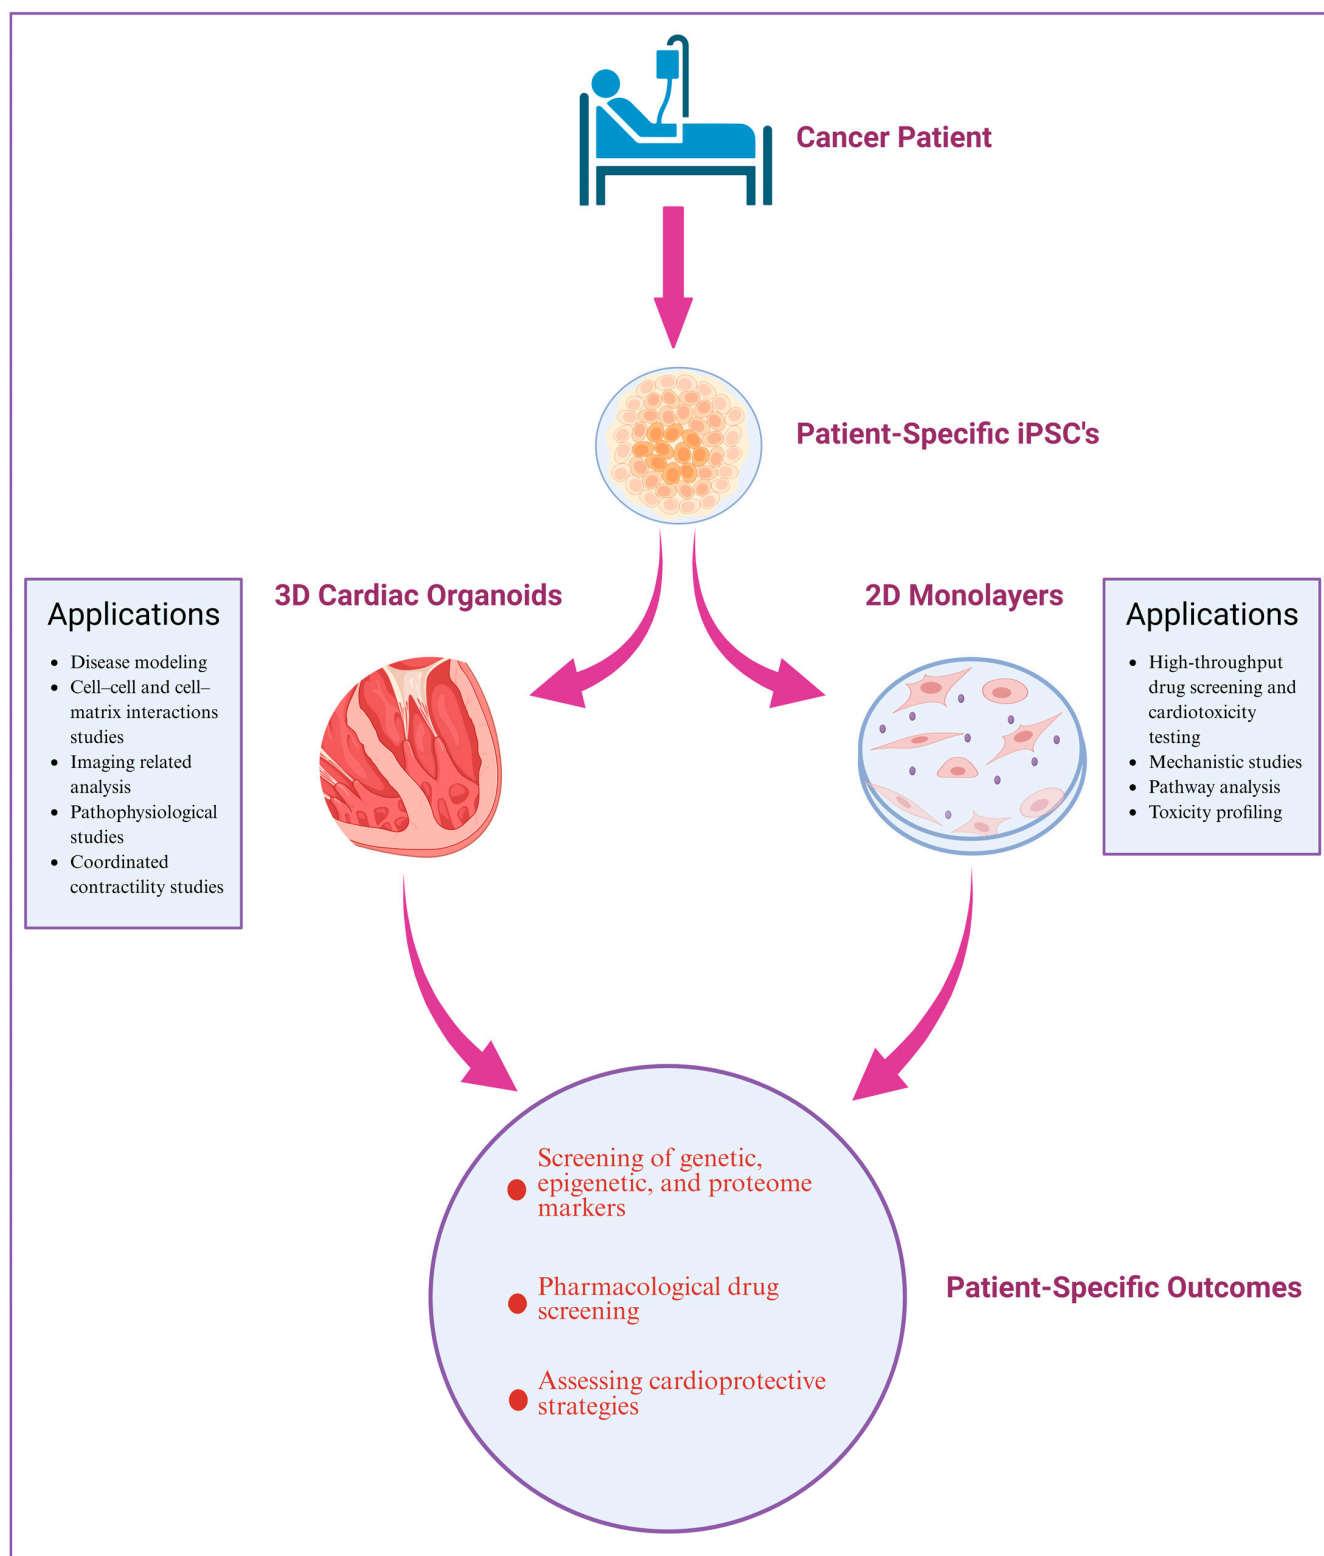 Cancer Patient
Patient-Specific iPSC's
3D Cardiac Organoids
2D Monolayers
Applications
• Disease modeling
• Cell–cell and cell–
matrix interactions
studies
• Imaging related
analysis
• Pathophysiological
studies
• Coordinated
contractility studies
Applications
• High-throughput
drug screening and
cardiotoxicity
testing
• Mechanistic studies
• Pathway analysis
• Toxicity profiling
• Screening of genetic,
epigenetic, and proteome
markers
• Pharmacological drug
screening
• Assessing cardioprotective
strategies
Patient-Specific Outcomes